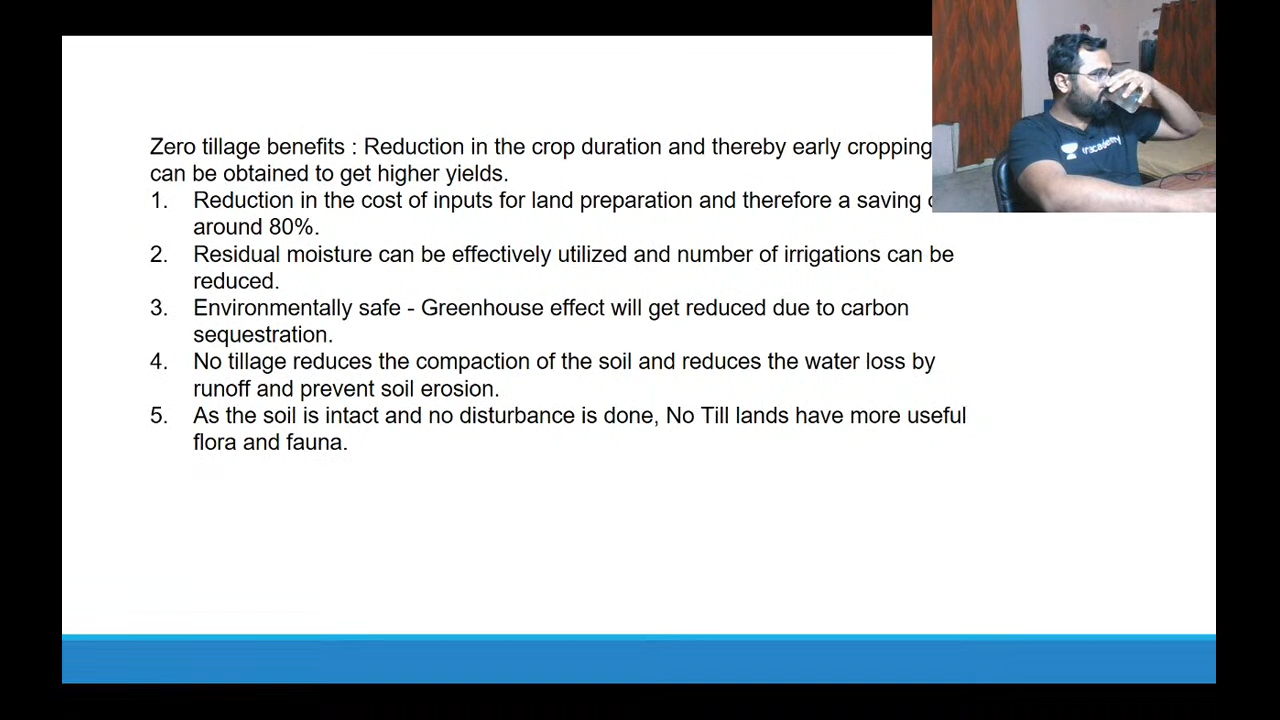 Zero tillage benefits : Reduction in the crop duration and thereby early cropping
can be obtained to get higher yields.
1. Reduction in the cost of inputs for land preparation and therefore a saving
around 80%.
2. Residual moisture can be effectively utilized and number of irrigations can be
reduced.
3. Environmentally safe - Greenhouse effect will get reduced due to carbon
sequestration.
4. No tillage reduces the compaction of the soil and reduces the water loss by
runoff and prevent soil erosion.
5. As the soil is intact and no disturbance is done, No Till lands have more useful
flora and fauna.